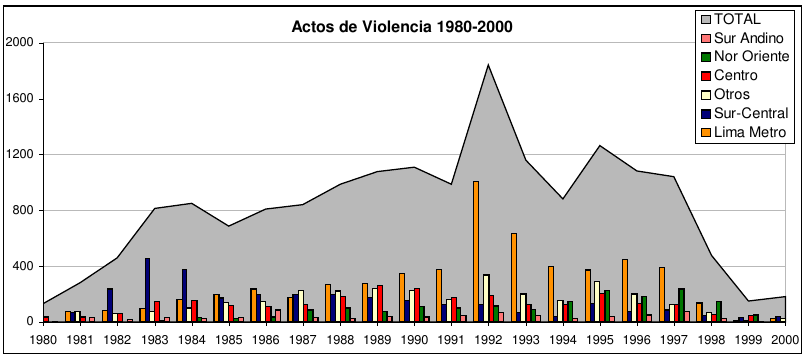 Actos de Violencia 1980-2000
TOTAL
Sur Andino
Nor Oriente
Centro
Otros
Sur-Central
Lima Metro
2000
1600
1200
800
400
0
1980 1981 1982 1983 1984 1985 1986 1987 1988 1989 1990 1991 1992 1993 1994 1995 1996 1997 1998 1999 2000